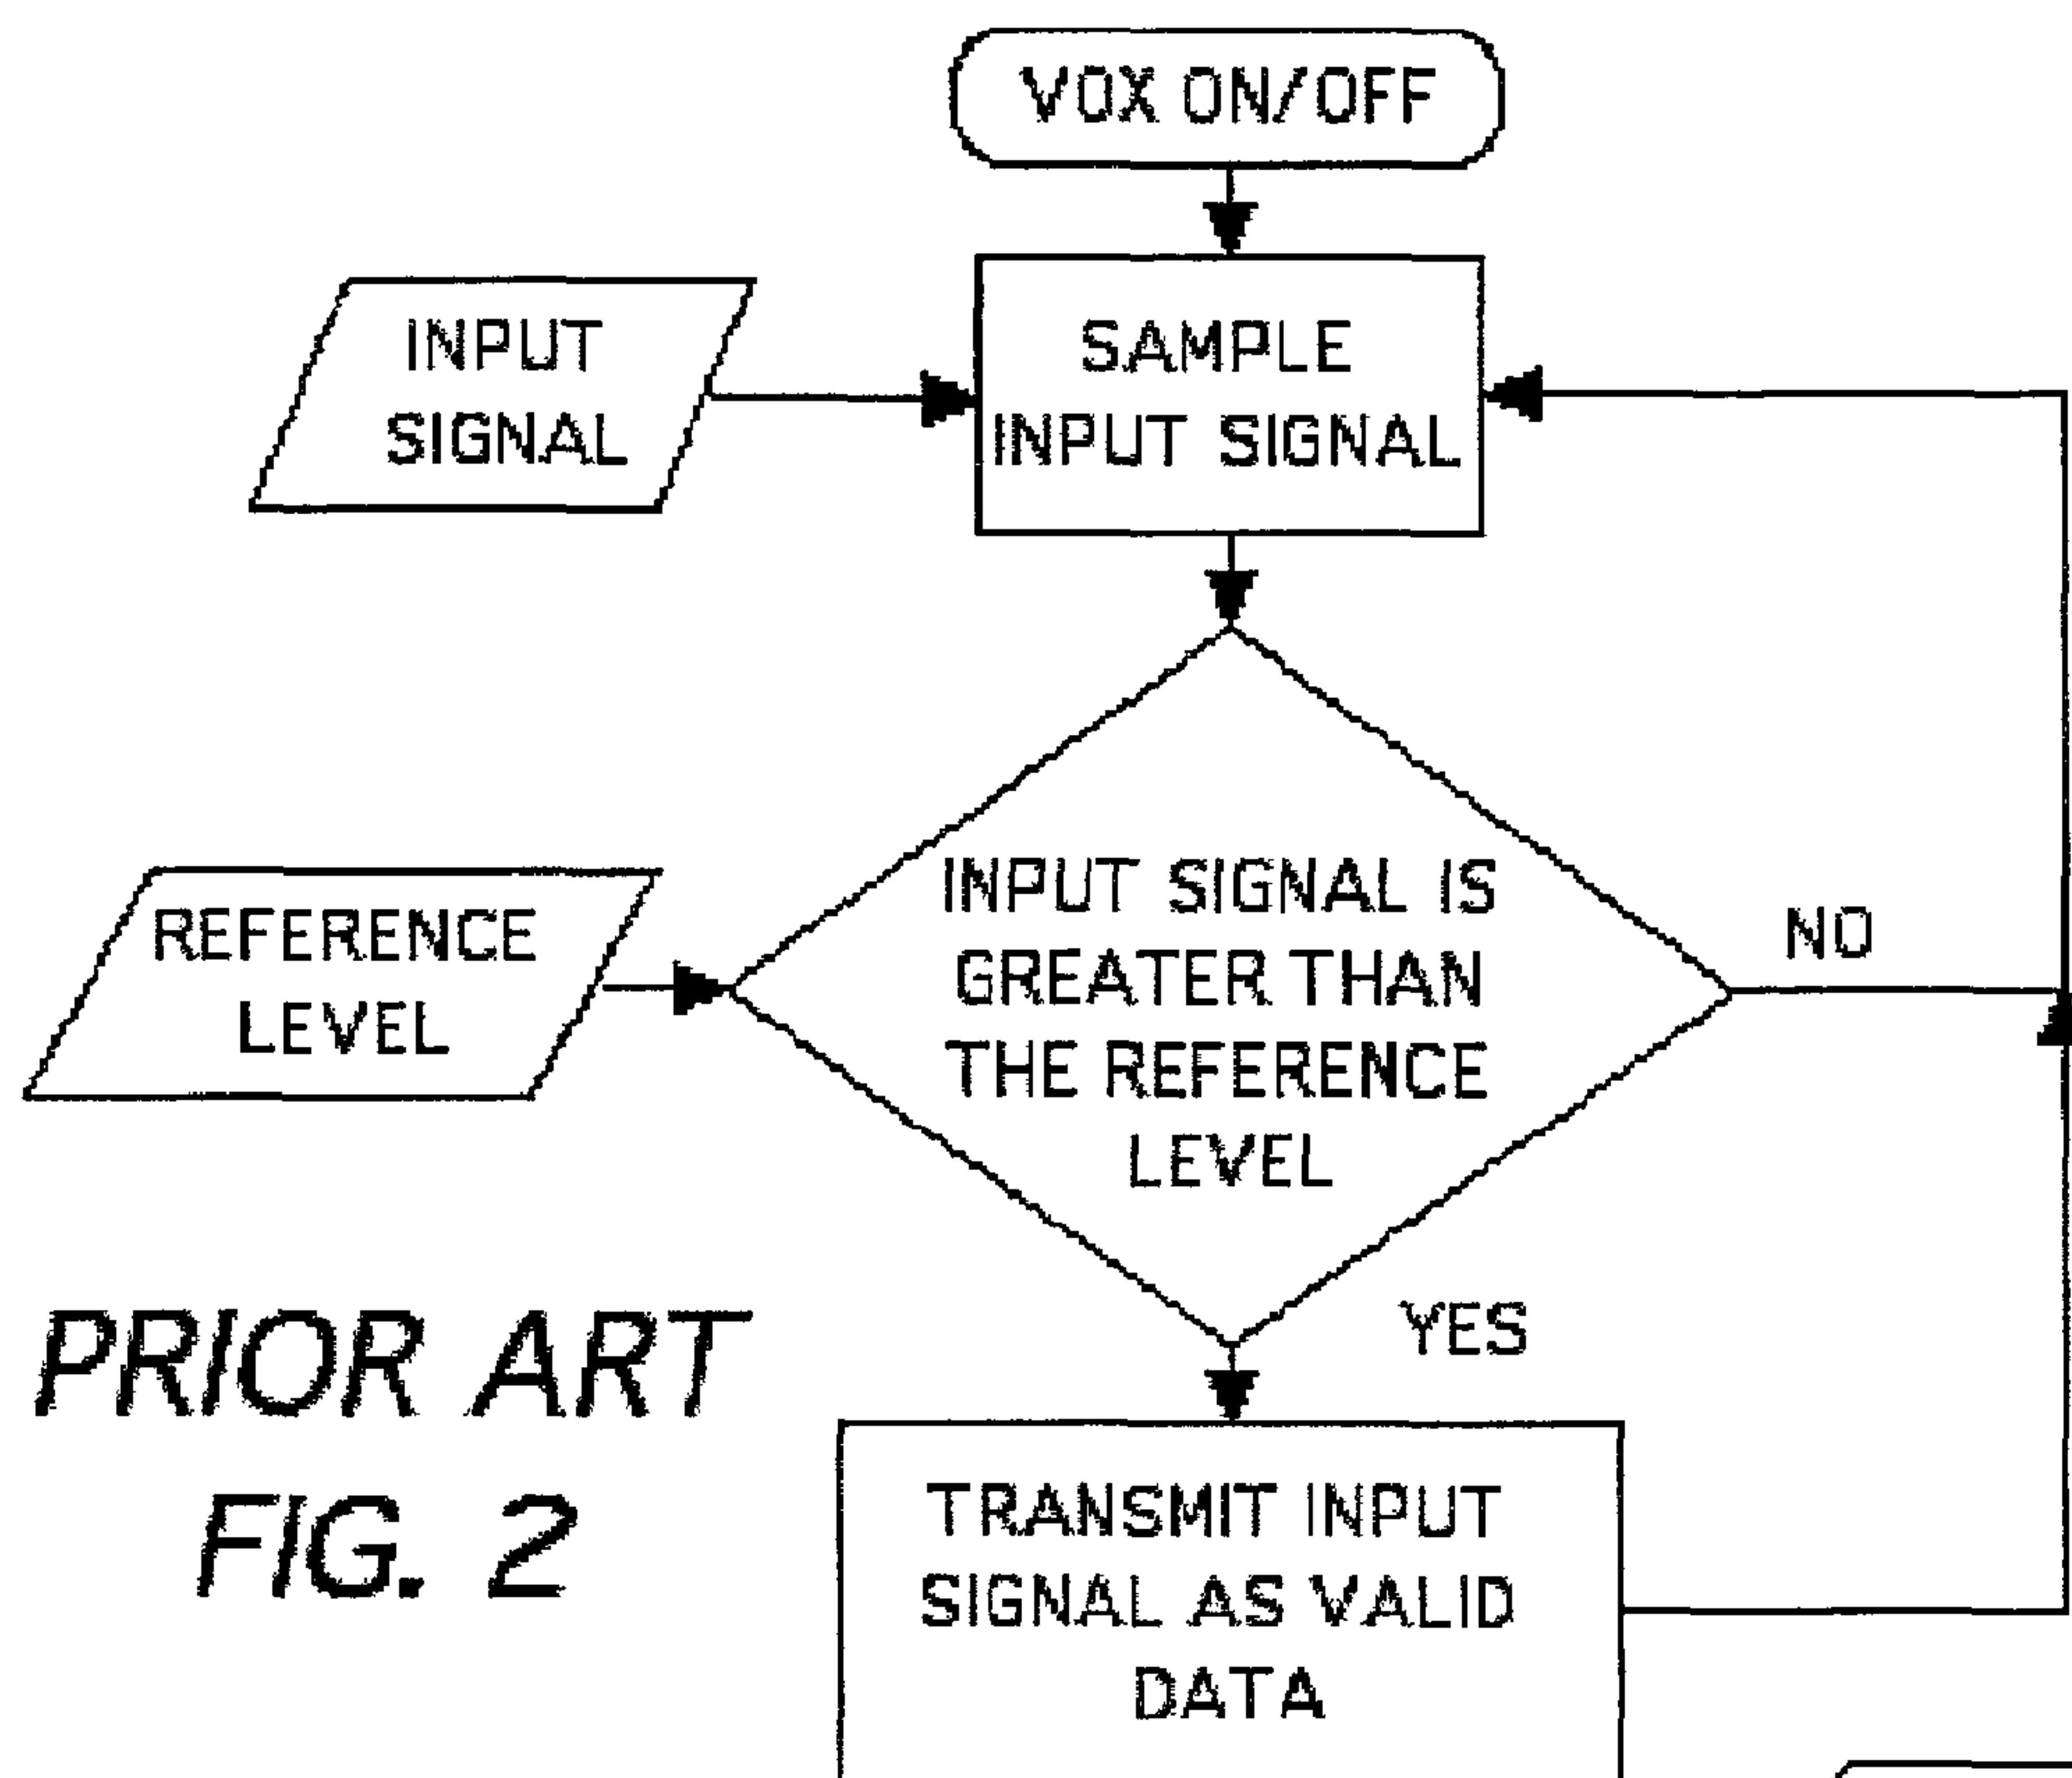 VOX ON/OFF
INPUT
SIGNAL
SAMPLE
INPUT SIGNAL
REFERENCE
LEVEL
INPUT SIGNAL IS
GREATER THAN
THE REFERENCE
LEVEL
NO
YES
TRANSMIT INPUT
SIGNAL AS VALID
DATA
PRIOR ART
FIG. 2